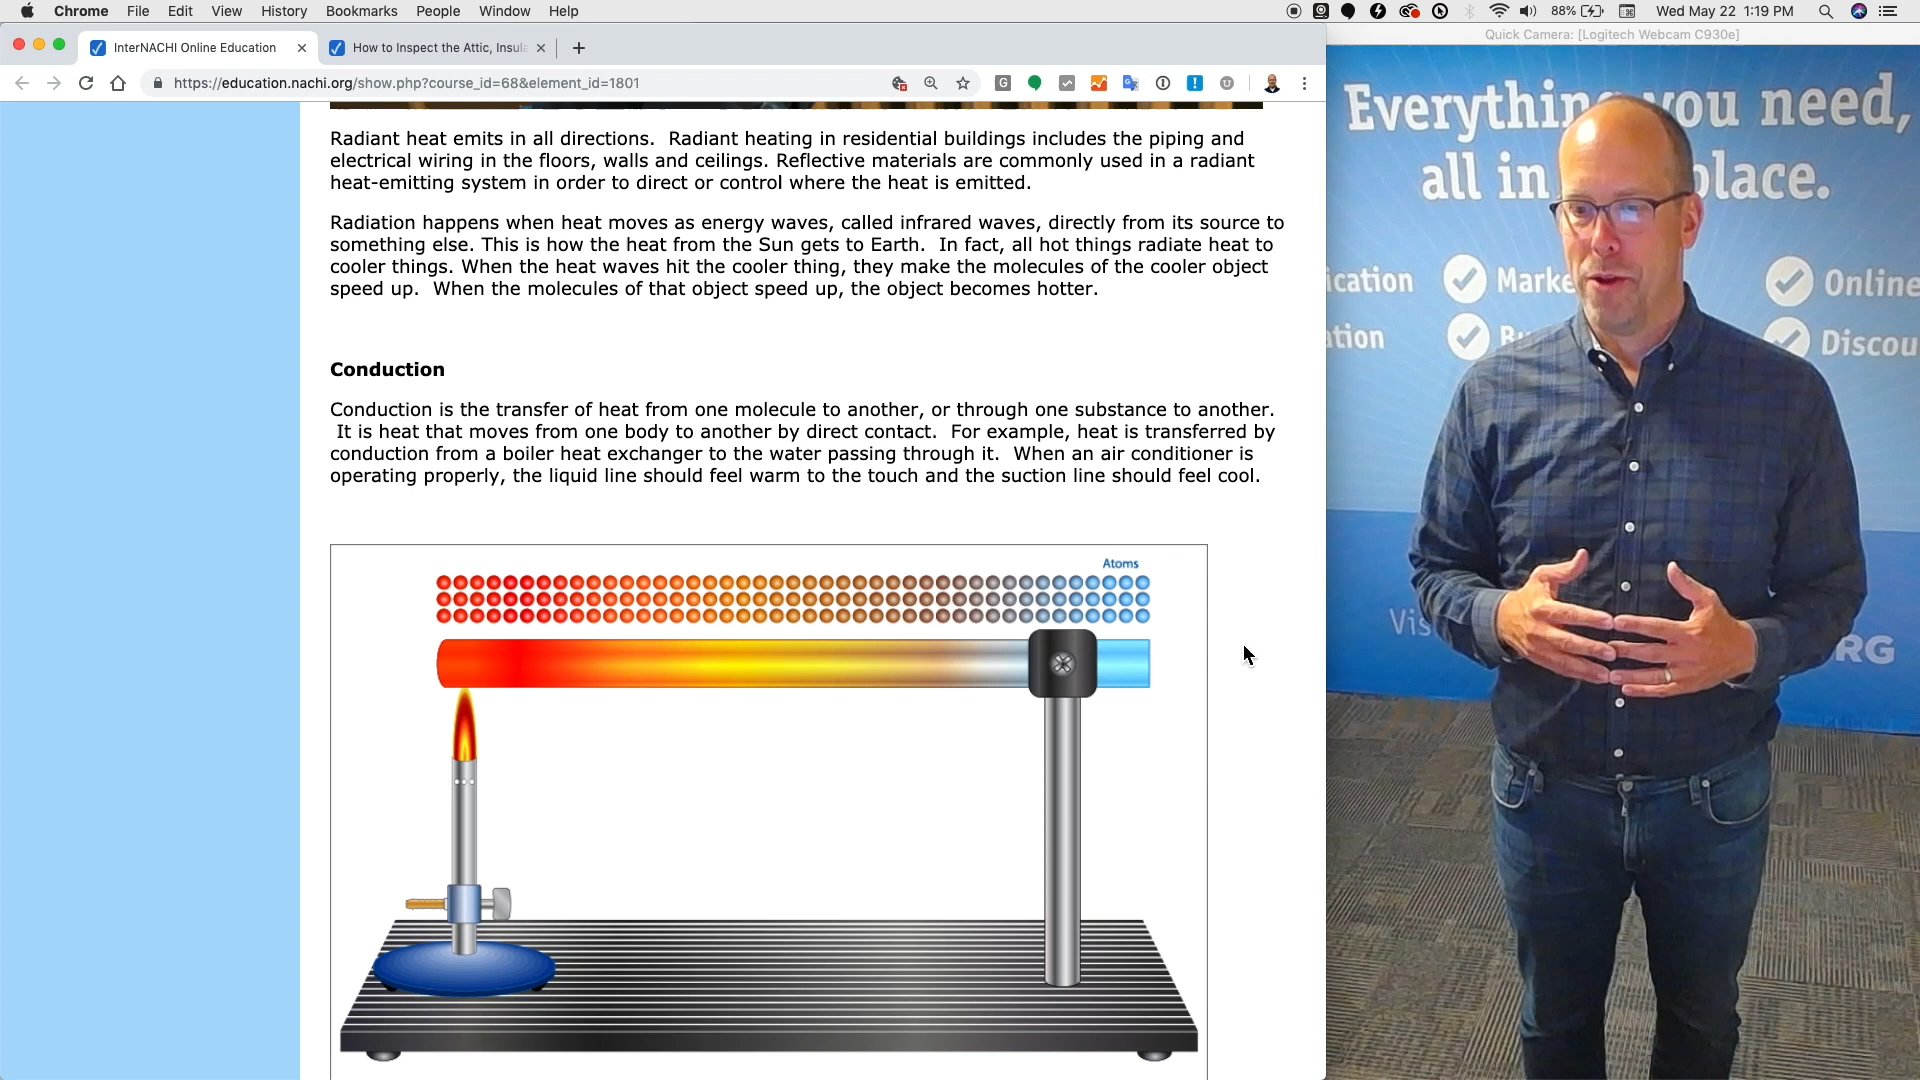 Chrome File Edit View History Bookmarks People Window Help
88% Wed May 22 1:19 PM
InterNACHI Online Education
How to Inspect the Attic, Insula
https://education.nachi.org/show.php?course_id=68&element_id=1801
Quick Camera: [Logitech Webcam C930e]
Radiant heat emits in all directions.  Radiant heating in residential buildings includes the piping and
electrical wiring in the floors, walls and ceilings. Reflective materials are commonly used in a radiant
heat-emitting system in order to direct or control where the heat is emitted.
Radiation happens when heat moves as energy waves, called infrared waves, directly from its source to
something else. This is how the heat from the Sun gets to Earth.  In fact, all hot things radiate heat to
cooler things. When the heat waves hit the cooler thing, they make the molecules of the cooler object
speed up.  When the molecules of that object speed up, the object becomes hotter.
Conduction
Conduction is the transfer of heat from one molecule to another, or through one substance to another.
It is heat that moves from one body to another by direct contact.  For example, heat is transferred by
conduction from a boiler heat exchanger to the water passing through it.  When an air conditioner is
operating properly, the liquid line should feel warm to the touch and the suction line should feel cool.
Atoms
Everything you need,
all in place.
ication Marke Online
ation Discou
Vis RG